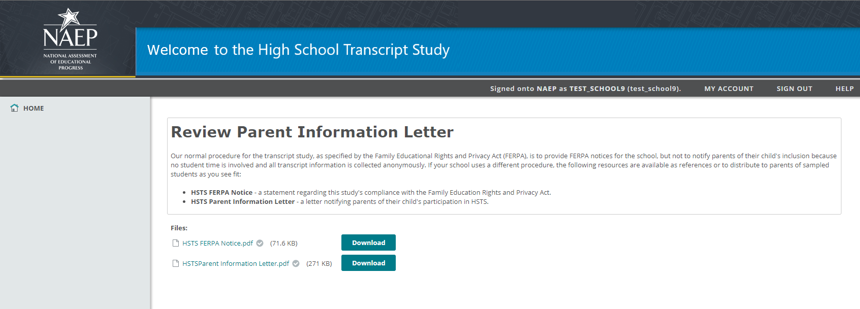 NAEP
NATIONAL ASSESSMENT
OF EDUCATIONAL
PROGRESS
Welcome to the High School Transcript Study
Signed onto NAEP as TEST_SCHOOL9 (test_school9). MY ACCOUNT SIGN OUT HELP
HOME
Review Parent Information Letter
Our normal procedure for the transcript study, as specified by the Family Educational Rights and Privacy Act (FERPA), is to provide FERPA notices for the school, but not to notify parents of their child's inclusion because
no student time is involved and all transcript information is collected anonymously. If your school uses a different procedure, the following resources are available as references or to distribute to parents of sampled
students as you see fit:
• HSTS FERPA Notice - a statement regarding this study's compliance with the Family Education Rights and Privacy Act.
• HSTS Parent Information Letter - a letter notifying parents of their child's participation in HSTS.
Files:
HSTS FERPA Notice.pdf (71.6 KB) Download
HSTSParent Information Letter.pdf (271 KB) Download